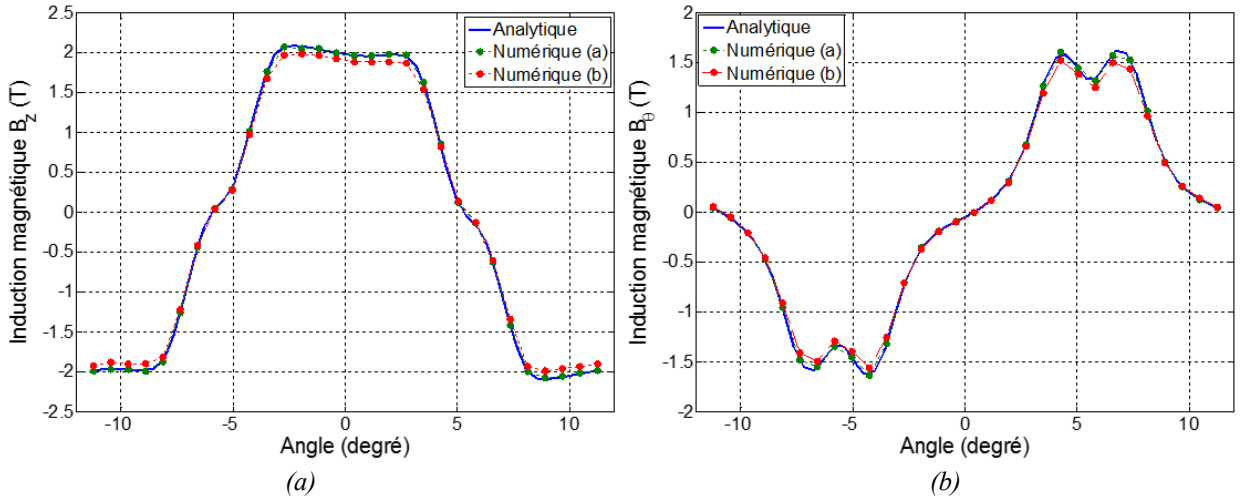 Induction magnétique Bz (T)
2.5
2
1.5
1
0.5
0
-0.5
-1
-1.5
-2
-2.5
Analytique
Numérique (a)
Numérique (b)
-10
-5
0
5
10
Angle (degré)
(a)
Induction magnétique Bθ (T)
2
1.5
1
0.5
0
-0.5
-1
-1.5
-2
Analytique
Numérique (a)
Numérique (b)
-10
-5
0
5
10
Angle (degré)
(b)